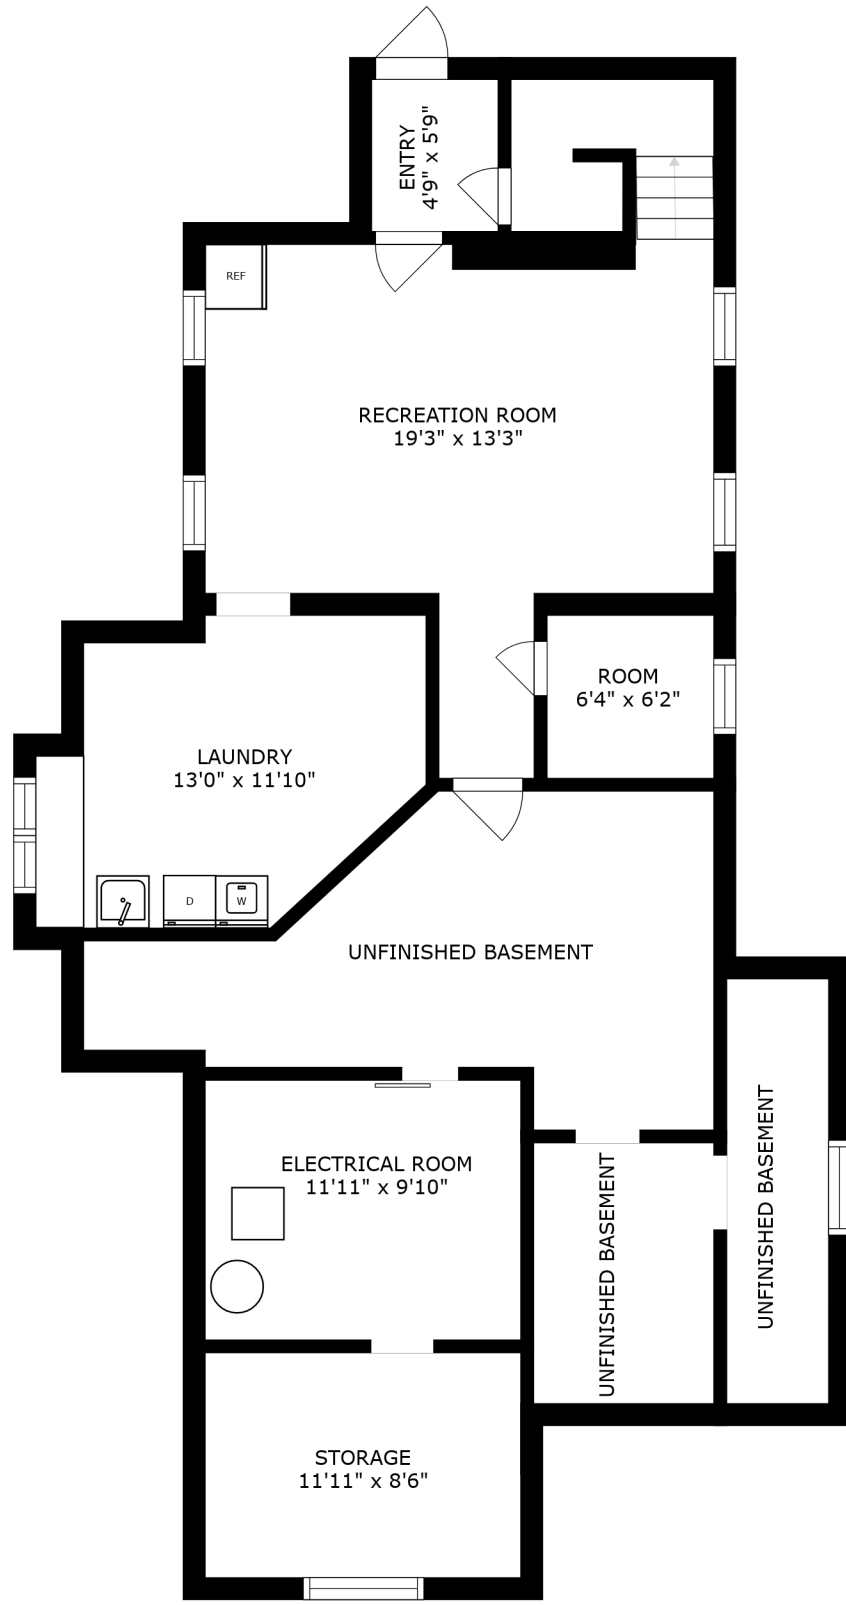 ENTRY
4'9" x 5'9"
REF
RECREATION ROOM
19'3" x 13'3"
ROOM
6'4" x 6'2"
LAUNDRY
13'0" x 11'10"
D
W
UNFINISHED BASEMENT
ELECTRICAL ROOM
11'11" x 9'10"
UNFINISHED BASEMENT
UNFINISHED BASEMENT
STORAGE
11'11" x 8'6"